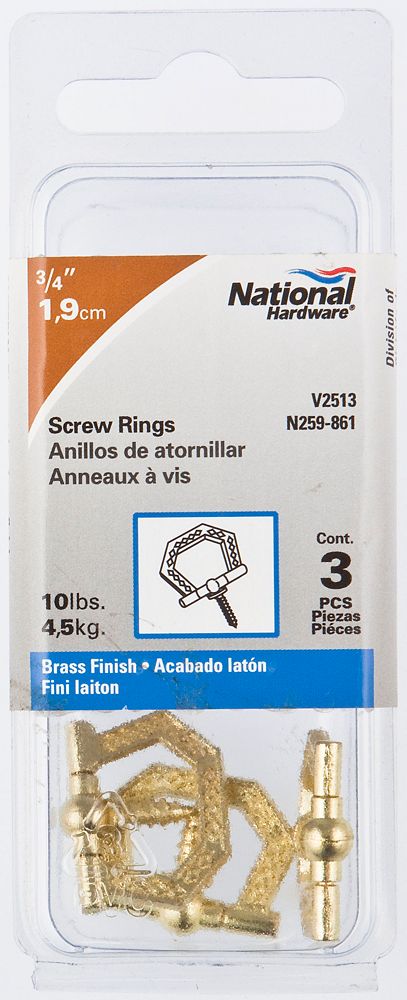 3/4"
1,9cm
National
Hardware®
Division of
V2513
N259-861
Screw Rings
Anillos de atornillar
Anneaux à vis
Cont.
3
PCS
Piezas
Piéces
10lbs.
4,5kg.
Brass Finish • Acabado latón
Fini laiton